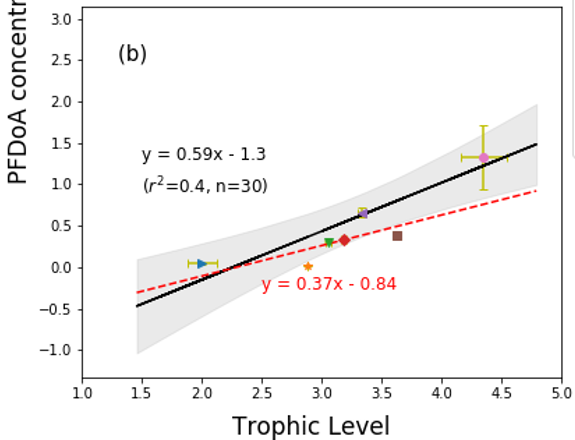 PFDoA concentr
3.0
2.5
2.0
1.5
1.0
0.5
0.0
−0.5
−1.0
(b)
y = 0.59x - 1.3
(r²=0.4, n=30)
y = 0.37x - 0.84
1.0 1.5 2.0 2.5 3.0 3.5 4.0 4.5 5.0
Trophic Level